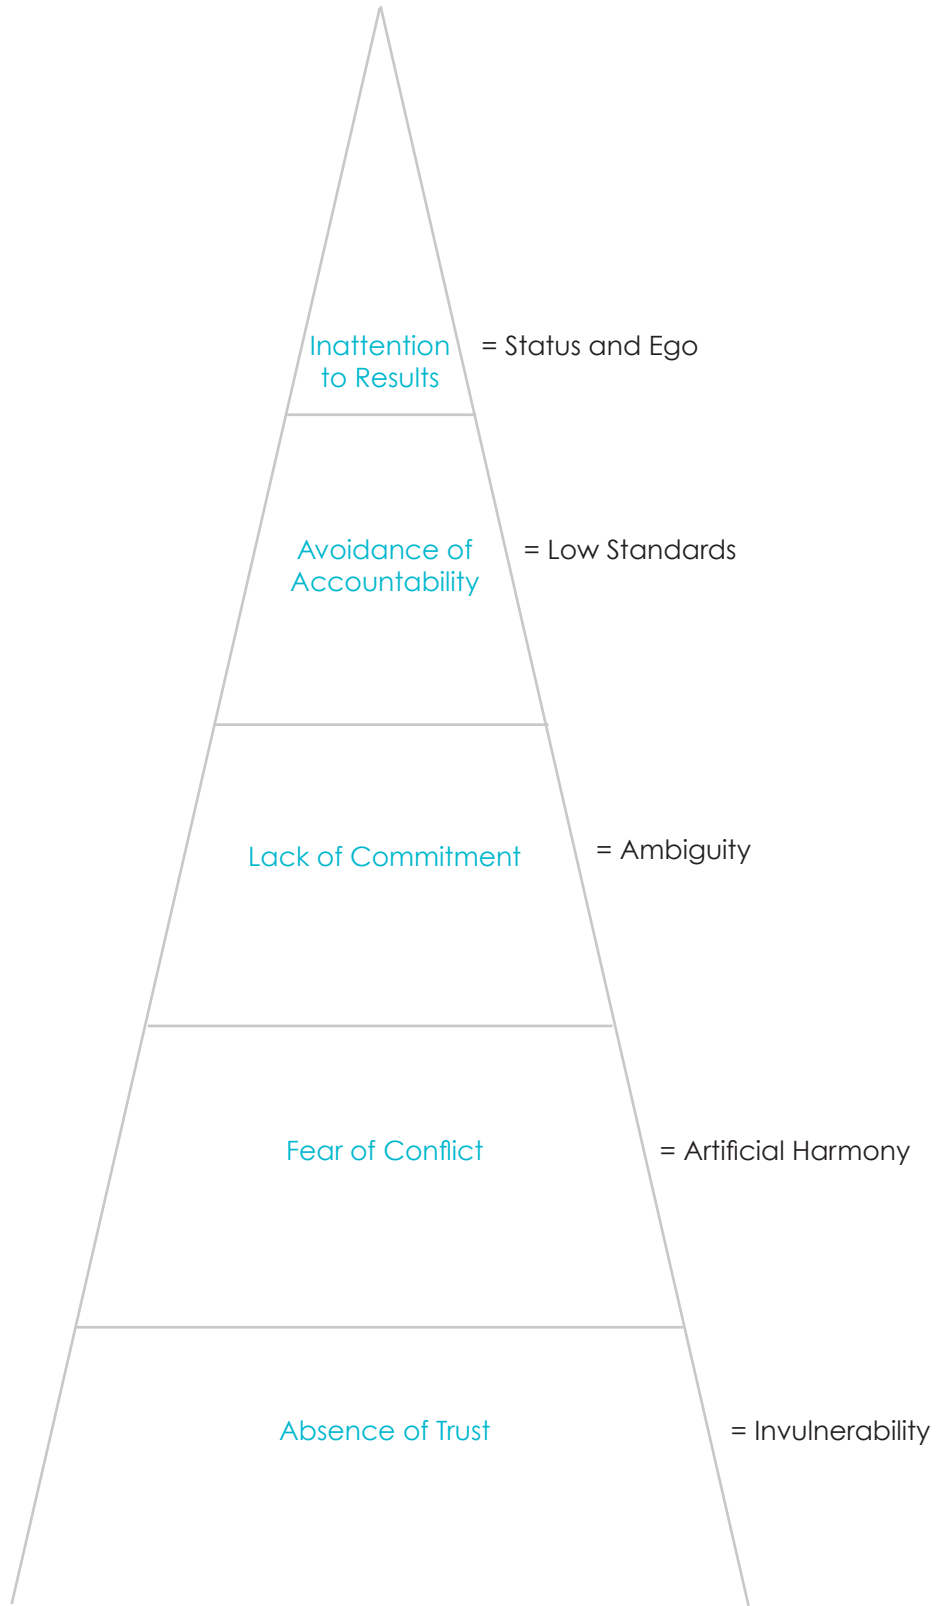 Inattention = Status and Ego
to Results
Avoidance of = Low Standards
Accountability
Lack of Commitment = Ambiguity
Fear of Conflict = Artificial Harmony
Absence of Trust = Invulnerability